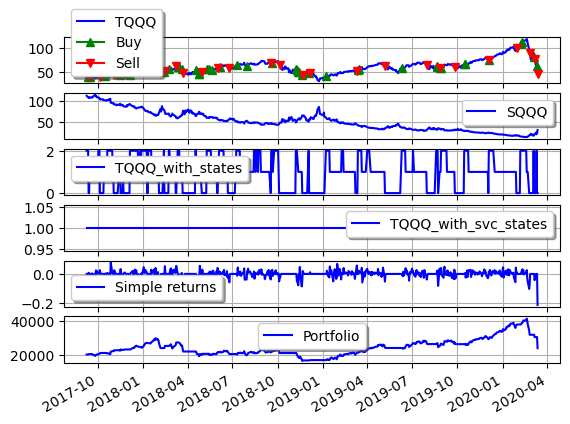 TQQQ
Buy
Sell
100
50
SQQQ
100
50
TQQQ_with_states
2
0
TQQQ_with_svc_states
1.05
1.00
0.95
Simple returns
0.0
−0.2
Portfolio
40000
20000
2017-10 2018-01 2018-04 2018-07 2018-10 2019-01 2019-04 2019-07 2019-10 2020-01 2020-04